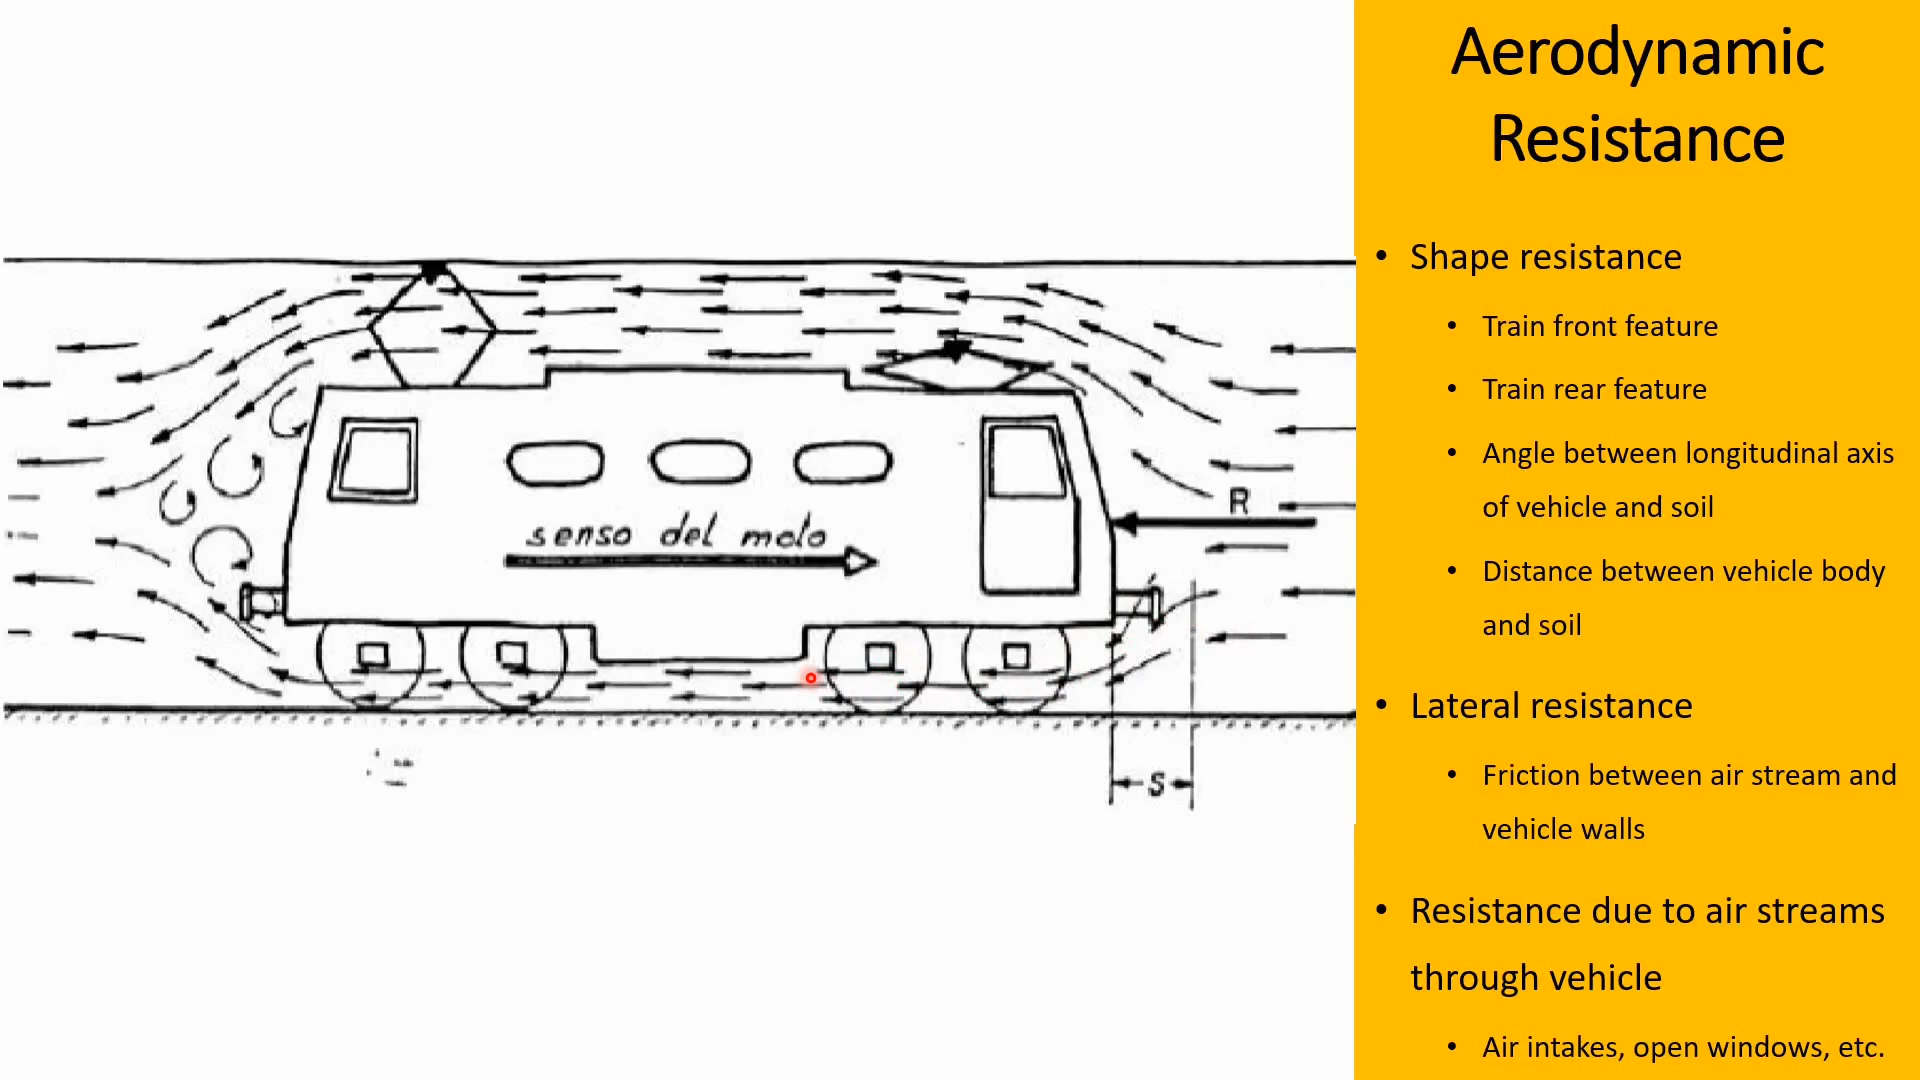 Aerodynamic
Resistance
• Shape resistance
• Train front feature
• Train rear feature
• Angle between longitudinal axis
of vehicle and soil
• Distance between vehicle body
and soil
• Lateral resistance
• Friction between air stream and
vehicle walls
• Resistance due to air streams
through vehicle
• Air intakes, open windows, etc.
R
senso del moto
S